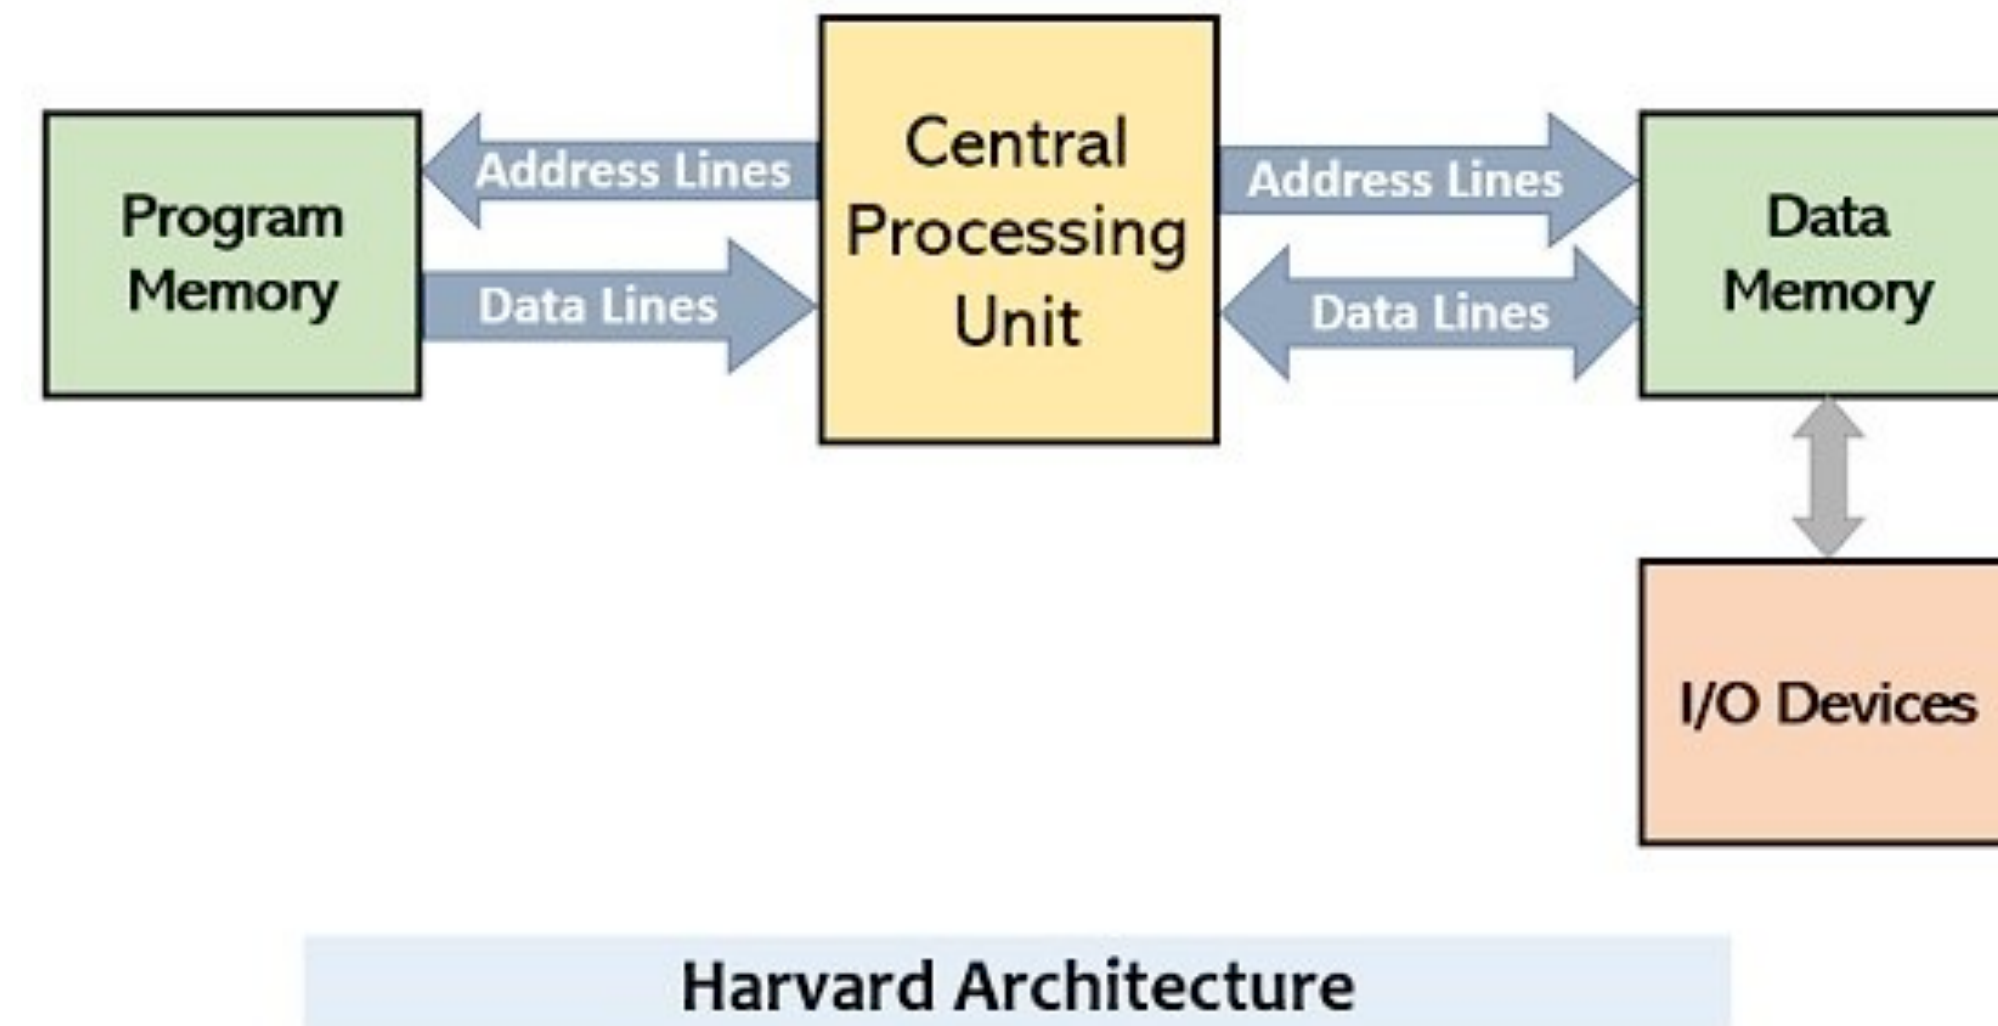 Program
Memory
Address Lines
Data Lines
Central
Processing
Unit
Address Lines
Data Lines
Data
Memory
I/O Devices
Harvard Architecture